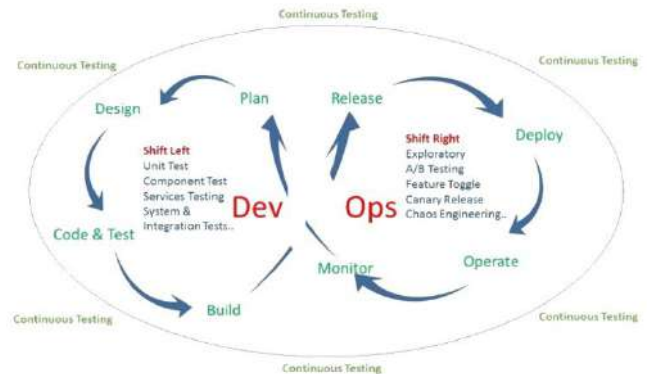 Continuous Testing
Continuous Testing
Continuous Testing
Plan
Release
Design
Deploy
Shift Left
Unit Test
Component Test
Services Testing
System &
Integration Tests..
Shift Right
Exploratory
A/B Testing
Feature Toggle
Canary Release
Chaos Engineering..
Dev
Ops
Code & Test
Monitor
Operate
Build
Continuous Testing
Continuous Testing
Continuous Testing